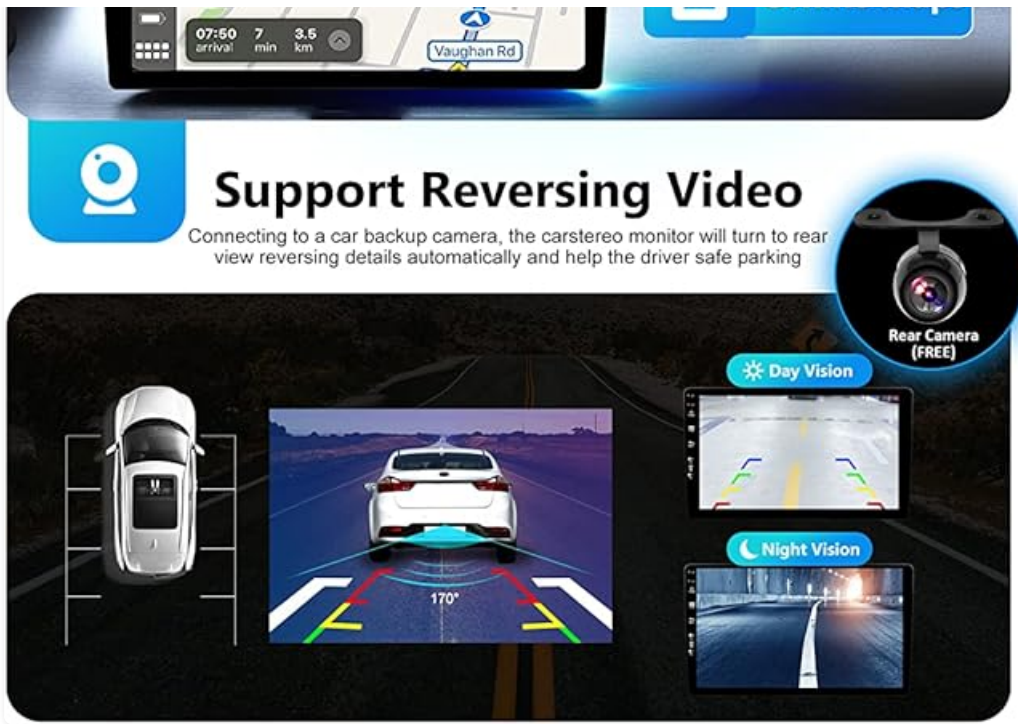 07:50 7 3.5
arrival min km
Vaughan Rd
Support Reversing Video
Connecting to a car backup camera, the carstereo monitor will turn to rear
view reversing details automatically and help the driver safe parking
Rear Camera
(FREE)
Day Vision
170°
Night Vision